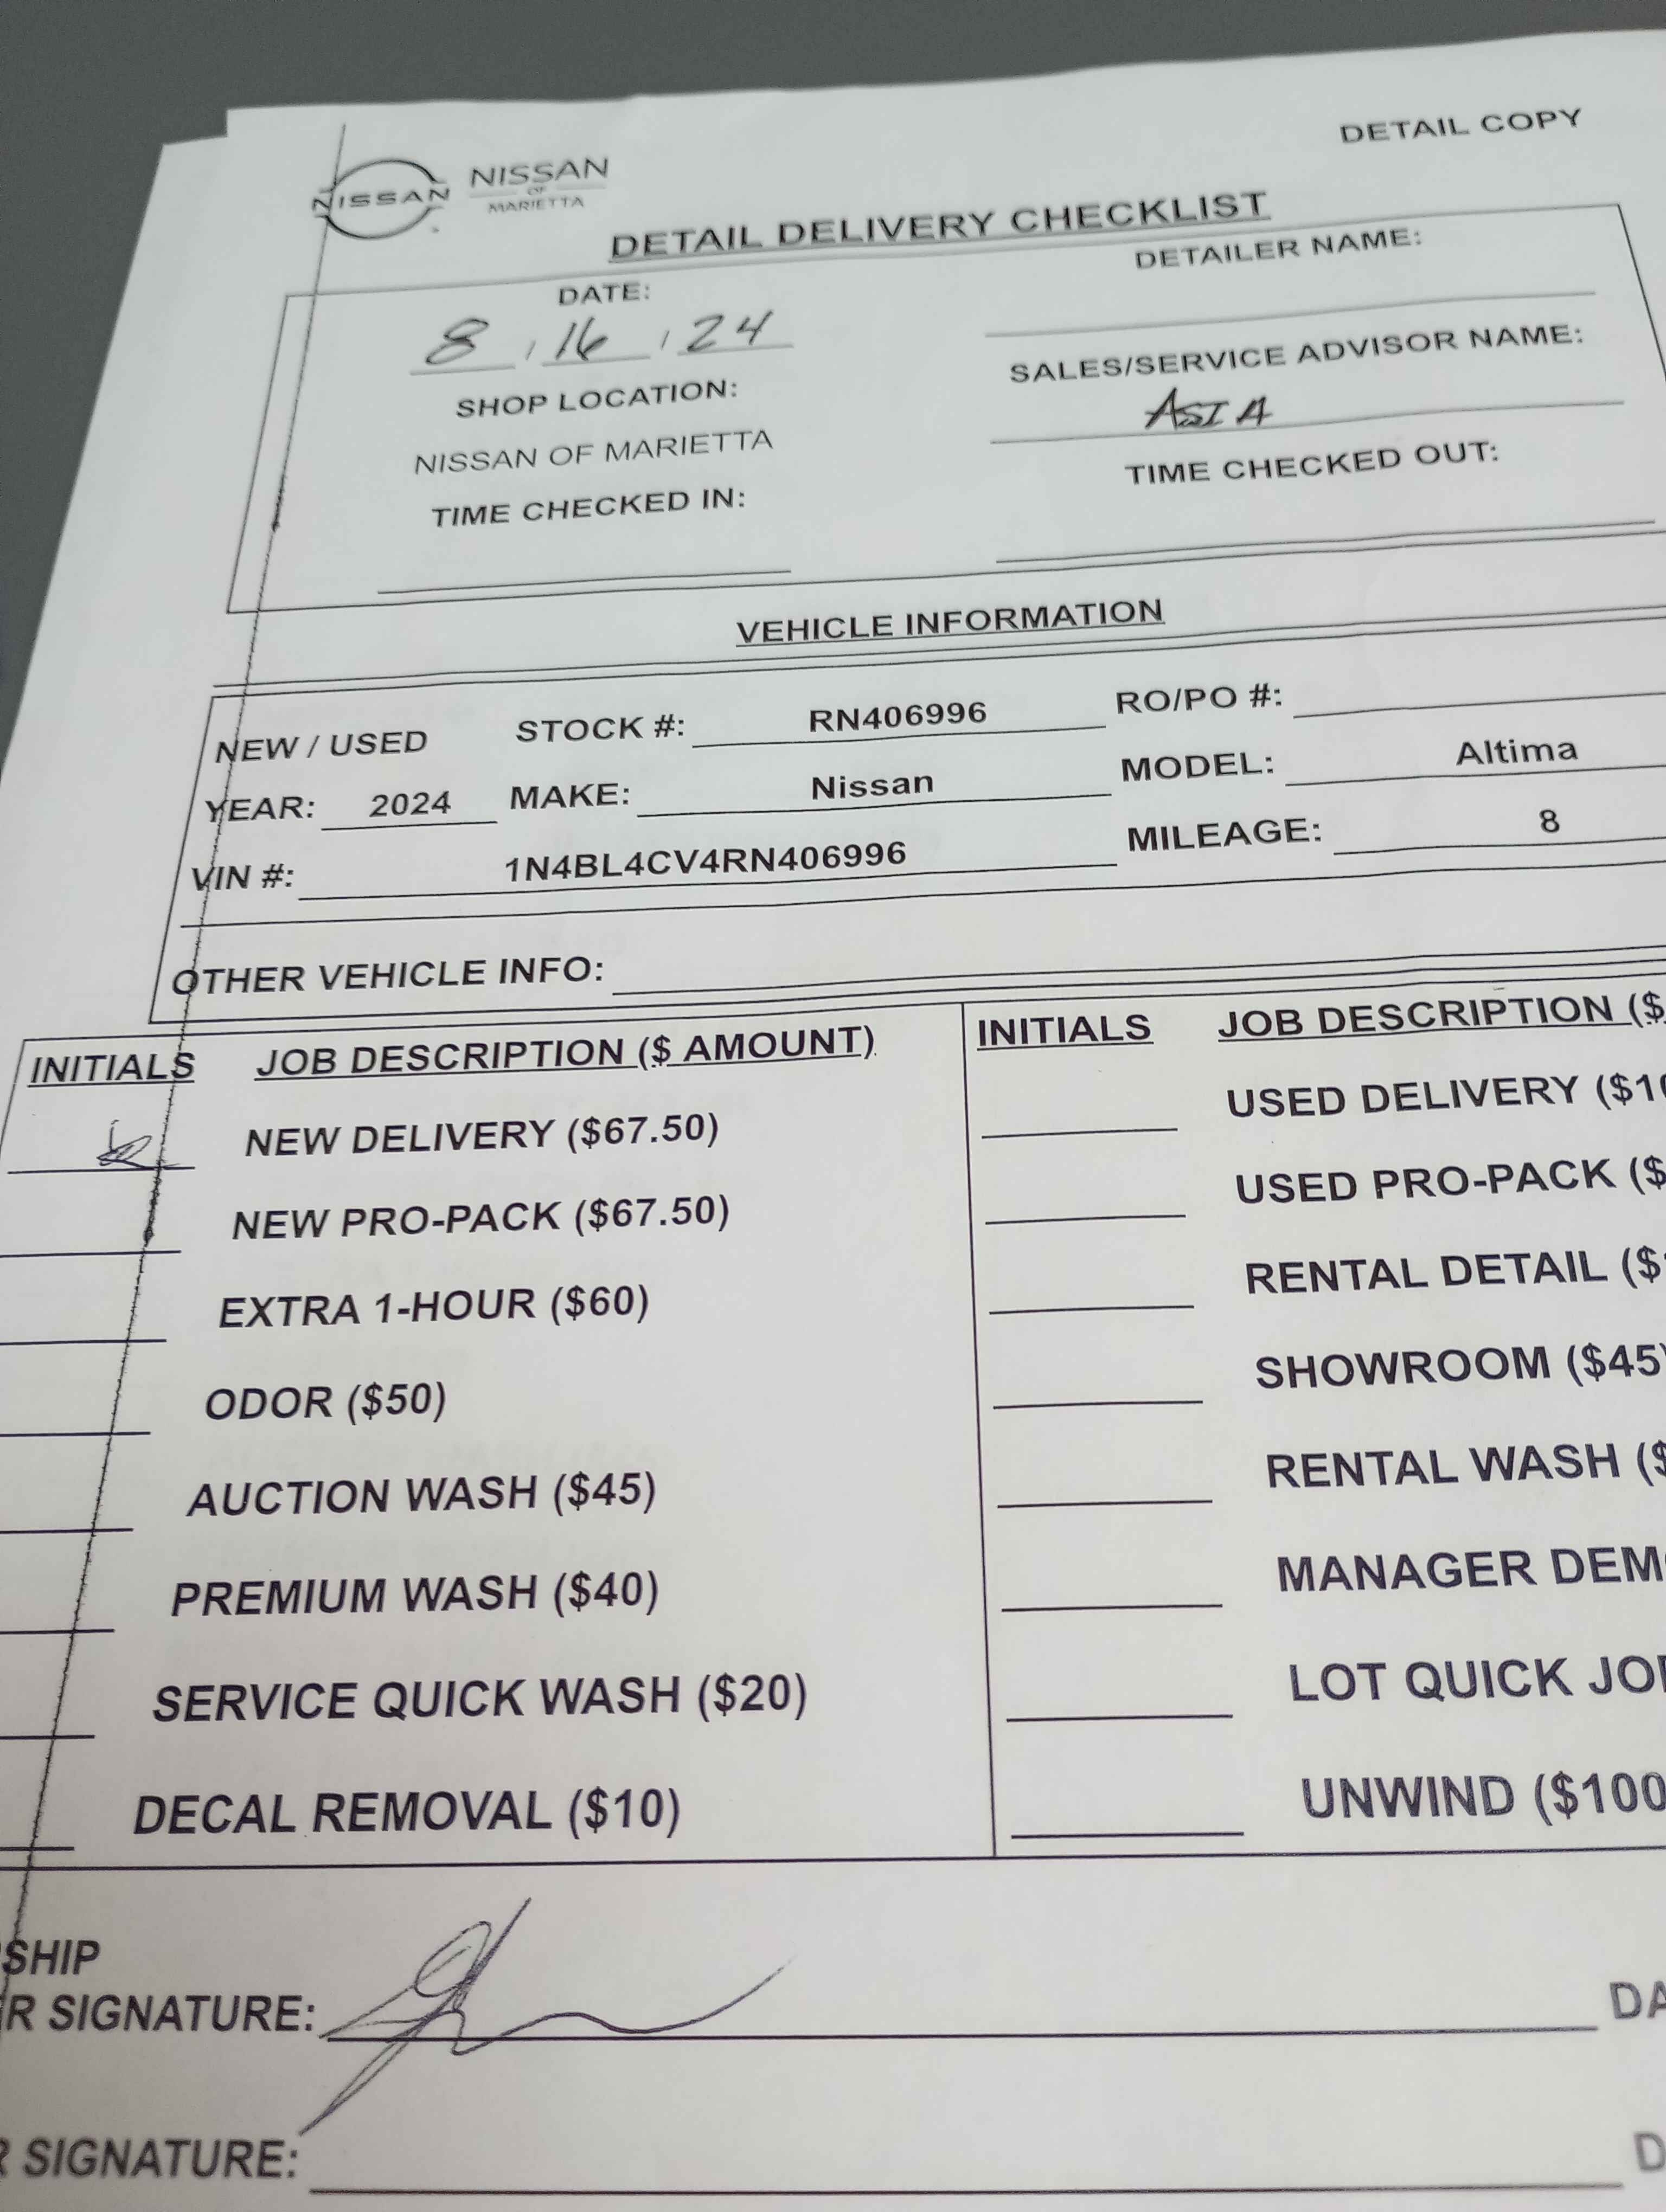 DETAIL COPY
NISSAN
NISSAN
OF
MARIETTA
DETAIL DELIVERY CHECKLIST
DATE:
8 / 16 / 24
DETAILER NAME:
SHOP LOCATION:
NISSAN OF MARIETTA
SALES/SERVICE ADVISOR NAME:
ASIA
TIME CHECKED IN:
TIME CHECKED OUT:
VEHICLE INFORMATION
NEW / USED STOCK #: RN406996 RO/PO #:
YEAR: 2024 MAKE: Nissan MODEL: Altima
VIN #: 1N4BL4CV4RN406996 MILEAGE: 8
OTHER VEHICLE INFO:
INITIALS JOB DESCRIPTION ($ AMOUNT)
NEW DELIVERY ($67.50)
NEW PRO-PACK ($67.50)
EXTRA 1-HOUR ($60)
ODOR ($50)
AUCTION WASH ($45)
PREMIUM WASH ($40)
SERVICE QUICK WASH ($20)
DECAL REMOVAL ($10)
INITIALS JOB DESCRIPTION ($
USED DELIVERY ($10
USED PRO-PACK ($
RENTAL DETAIL ($
SHOWROOM ($45)
RENTAL WASH ($
MANAGER DEM
LOT QUICK JO
UNWIND ($100
SHIP
R SIGNATURE: DA
R SIGNATURE: D